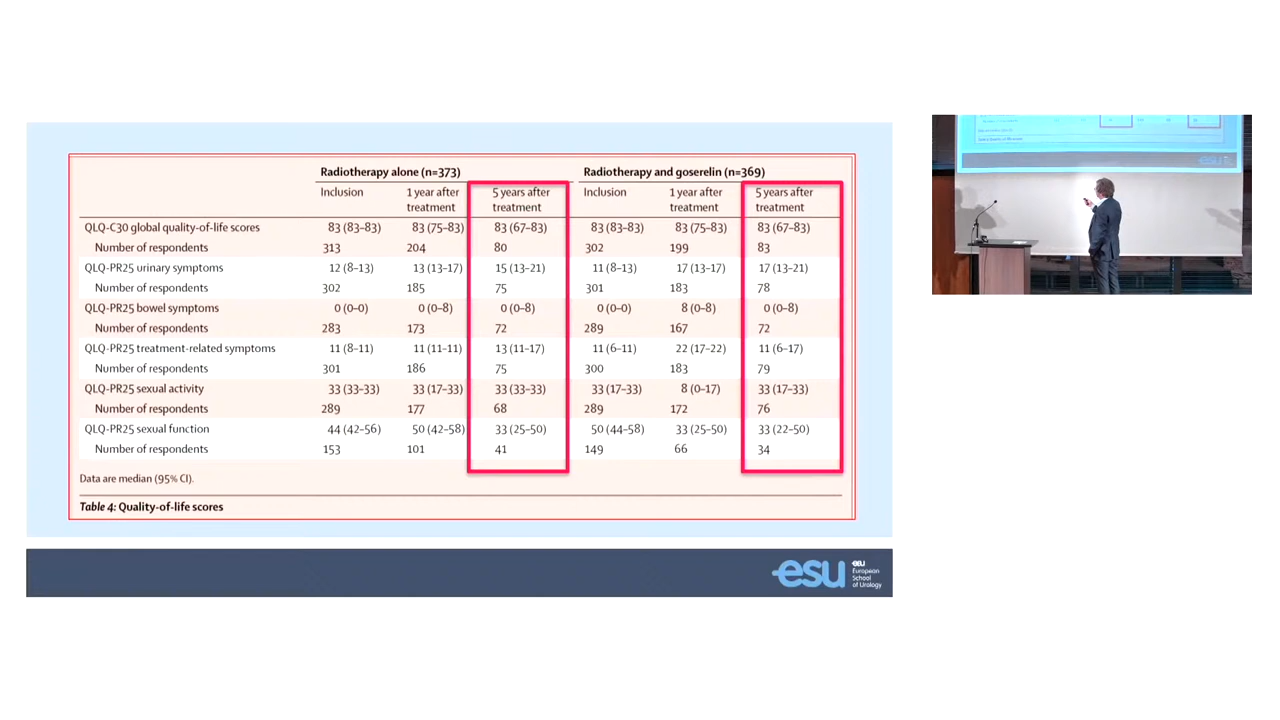 Radiotherapy alone (n=373) Radiotherapy and goserelin (n=369)
Inclusion 1 year after treatment 5 years after treatment Inclusion 1 year after treatment 5 years after treatment
QLQ-C30 global quality-of-life scores 83 (83–83) 83 (75–83) 83 (67–83) 83 (83–83) 83 (75–83) 83 (67–83)
Number of respondents 313 204 80 302 199 83
QLQ-PR25 urinary symptoms 12 (8–13) 13 (13–17) 15 (13–21) 11 (8–13) 17 (13–17) 17 (13–21)
Number of respondents 302 185 75 301 183 78
QLQ-PR25 bowel symptoms 0 (0–0) 0 (0–8) 0 (0–8) 0 (0–0) 8 (0–8) 0 (0–8)
Number of respondents 283 173 72 289 167 72
QLQ-PR25 treatment-related symptoms 11 (8–11) 11 (11–11) 13 (11–17) 11 (6–11) 22 (17–22) 11 (6–17)
Number of respondents 301 186 75 300 183 79
QLQ-PR25 sexual activity 33 (33–33) 33 (17–33) 33 (33–33) 33 (17–33) 8 (0–17) 33 (17–33)
Number of respondents 289 177 68 289 172 76
QLQ-PR25 sexual function 44 (42–56) 50 (42–58) 33 (25–50) 50 (44–58) 33 (25–50) 33 (22–50)
Number of respondents 153 101 41 149 66 34
Data are median (95% CI).
Table 4: Quality-of-life scores
esu
eau
European
School
of Urology
esu